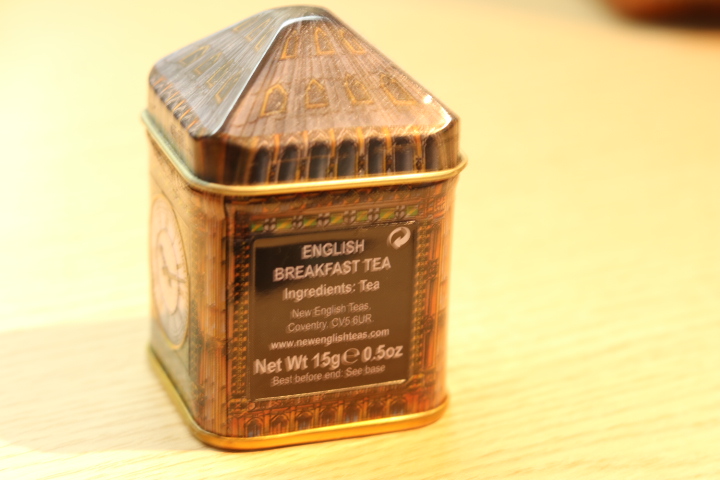 ENGLISH
BREAKFAST TEA
Ingredients: Tea
New English Teas,
Coventry, CV5 6UR
www.newenglishteas.com
Net Wt 15g ℮ 0.5oz
Best before end: See base